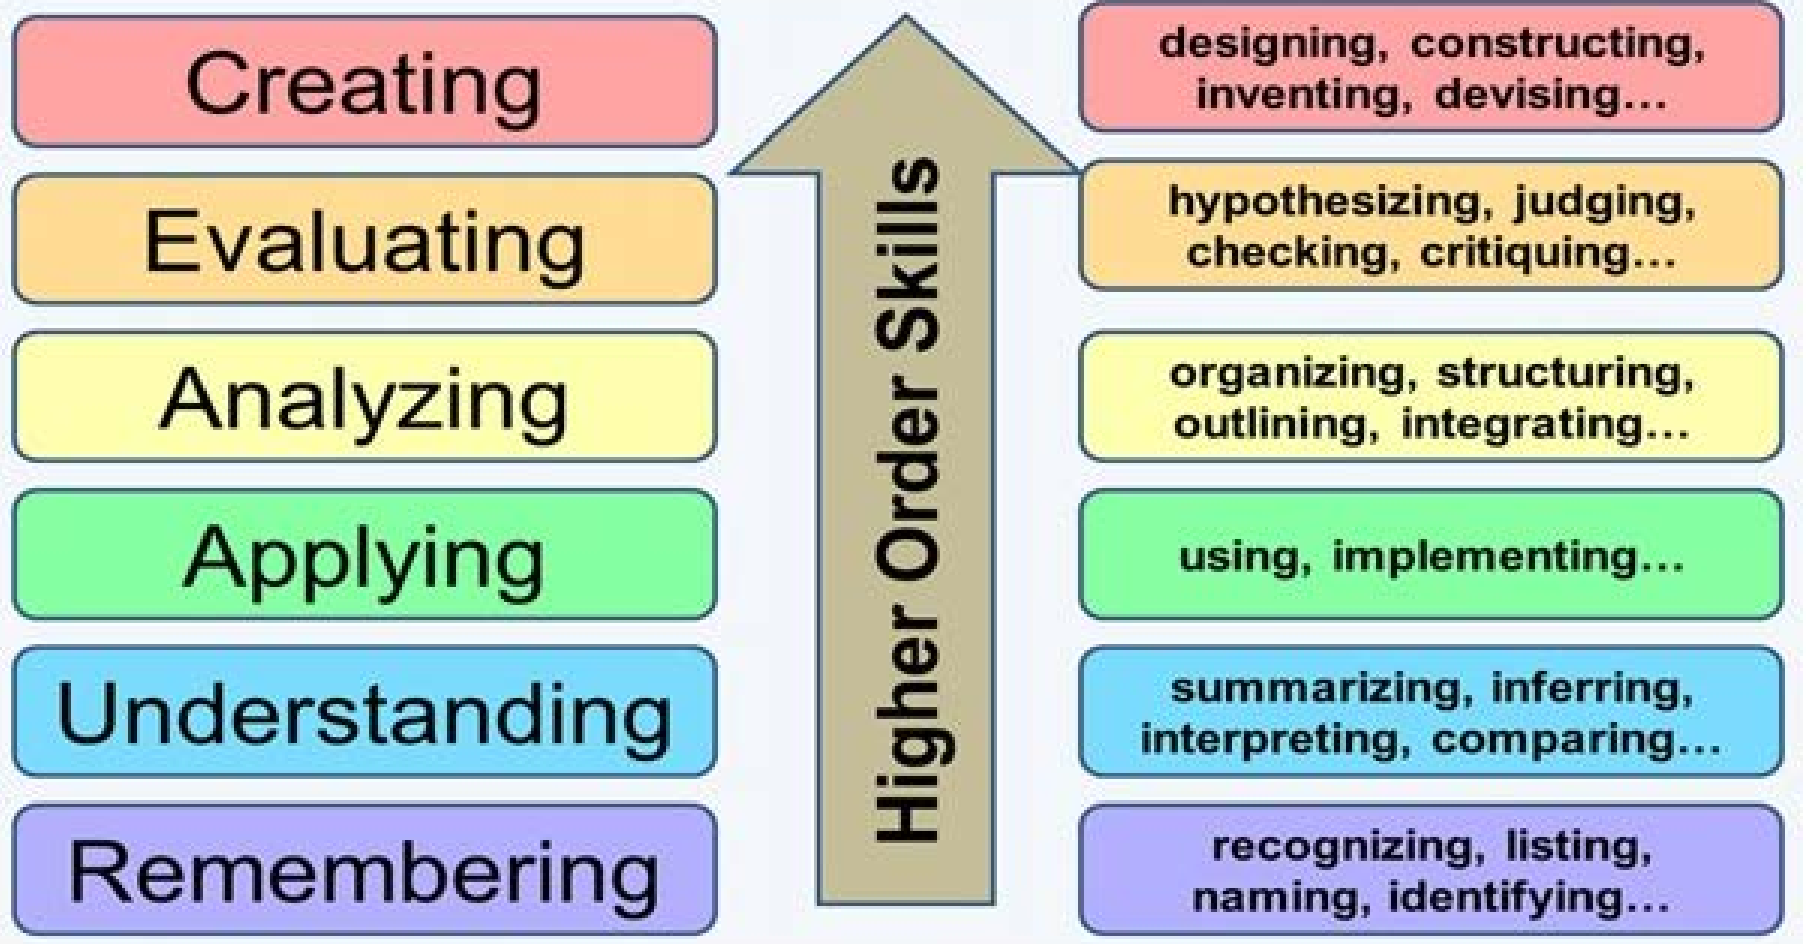 Creating
designing, constructing,
inventing, devising...
Evaluating
hypothesizing, judging,
checking, critiquing...
Analyzing
organizing, structuring,
outlining, integrating...
Applying
using, implementing...
Understanding
summarizing, inferring,
interpreting, comparing...
Remembering
recognizing, listing,
naming, identifying...
Higher Order Skills